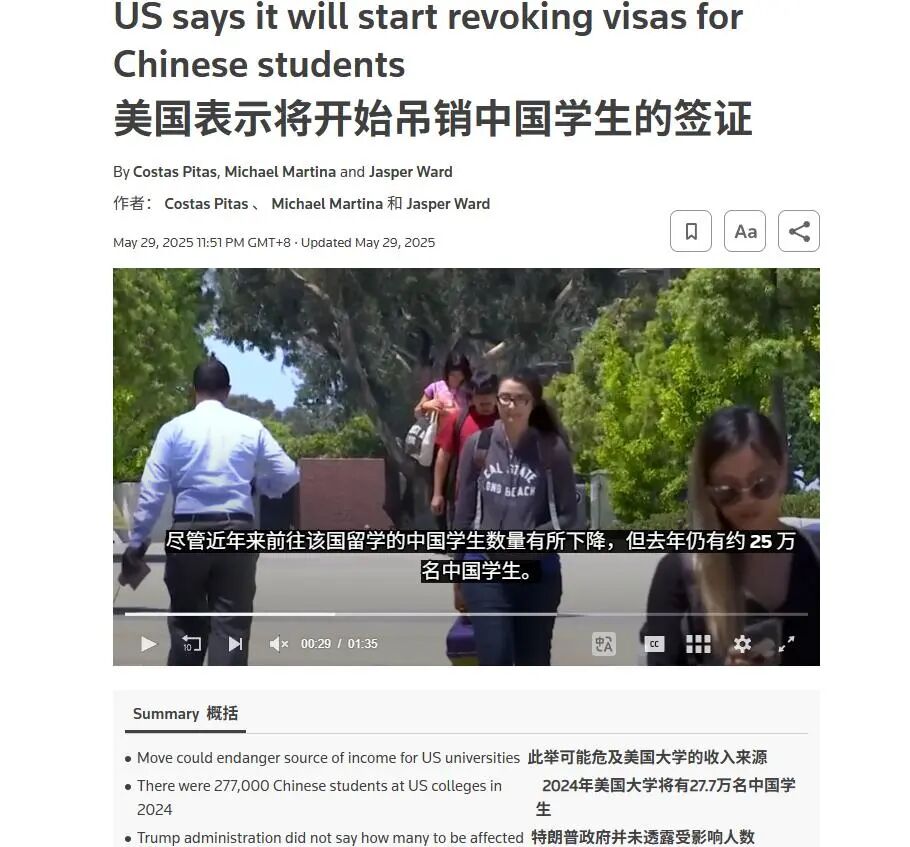 US says it will start revoking visas for
Chinese students
美国表示将开始吊销中国学生的签证
By Costas Pitas, Michael Martina and Jasper Ward
作者： Costas Pitas 、 Michael Martina 和 Jasper Ward
May 29, 2025 11:51 PM GMT+8 · Updated May 29, 2025
Aa
CAL STATE
LONG BEACH
尽管近年来前往该国留学的中国学生数量有所下降，但去年仍有约 25 万
名中国学生。
10 00:29 / 01:35 中A CC
Summary 概括
Move could endanger source of income for US universities 此举可能危及美国大学的收入来源
There were 277,000 Chinese students at US colleges in 2024年美国大学将有27.7万名中国学
2024 生
Trump administration did not say how many to be affected 特朗普政府并未透露受影响人数